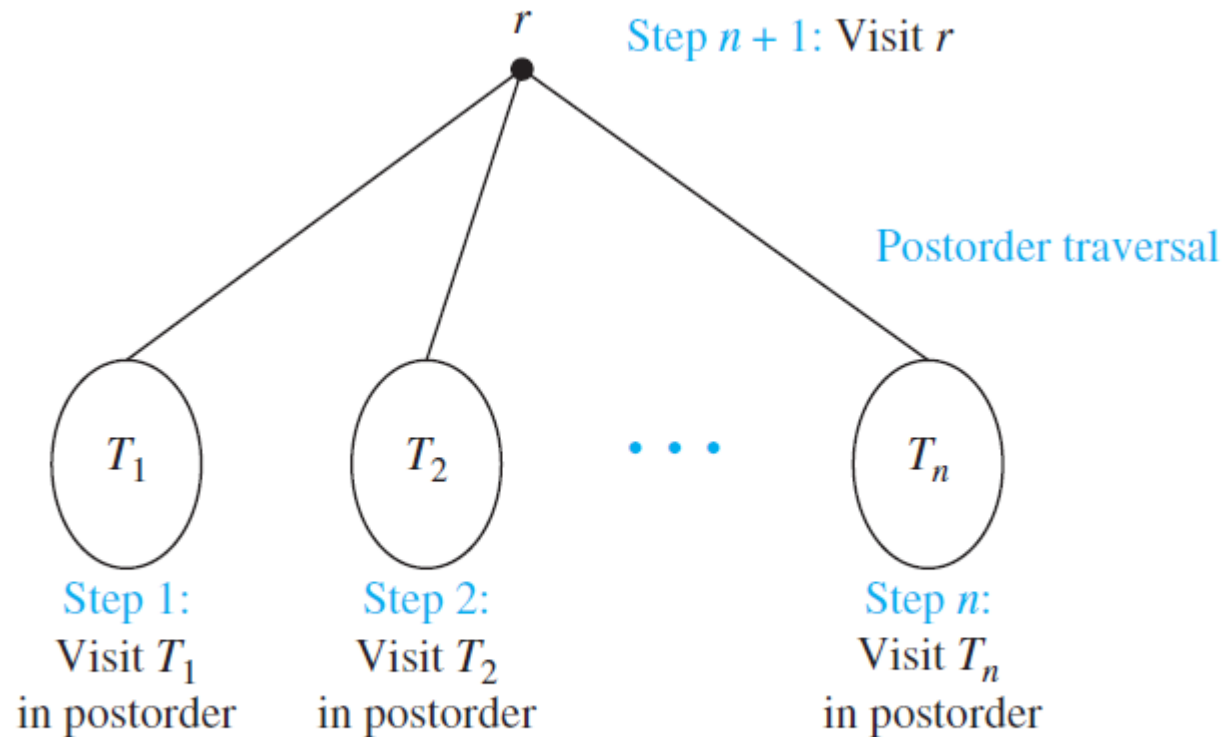 r
Step n + 1: Visit r
Postorder traversal
T₁
T₂
. . .
Tₙ
Step 1:
Visit T₁
in postorder
Step 2:
Visit T₂
in postorder
Step n:
Visit Tₙ
in postorder